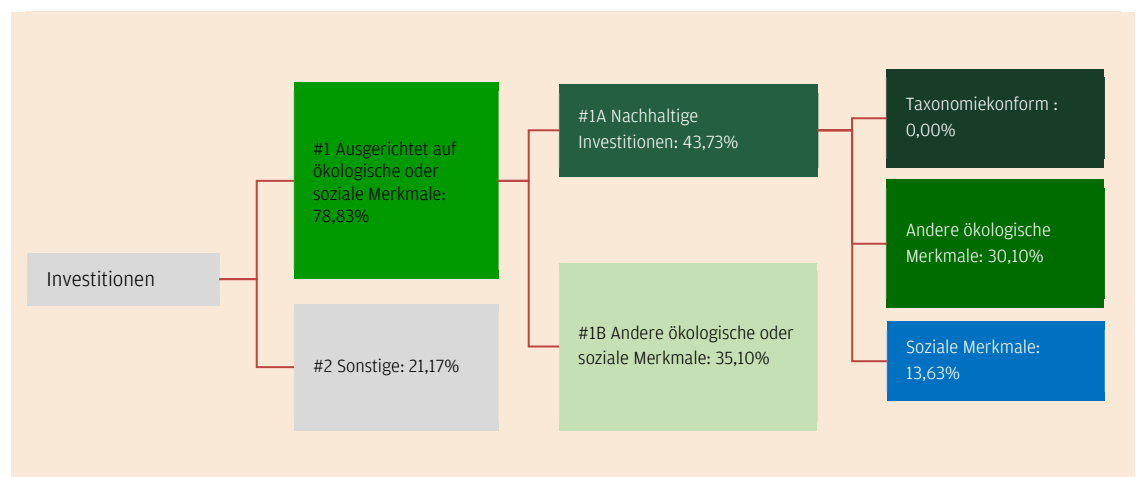 Investitionen
#1 Ausgerichtet auf
ökologische oder
soziale Merkmale:
78,83%
#2 Sonstige: 21,17%
#1A Nachhaltige
Investitionen: 43,73%
#1B Andere ökologische oder
soziale Merkmale: 35,10%
Taxonomiekonform :
0,00%
Andere ökologische
Merkmale: 30,10%
Soziale Merkmale:
13,63%